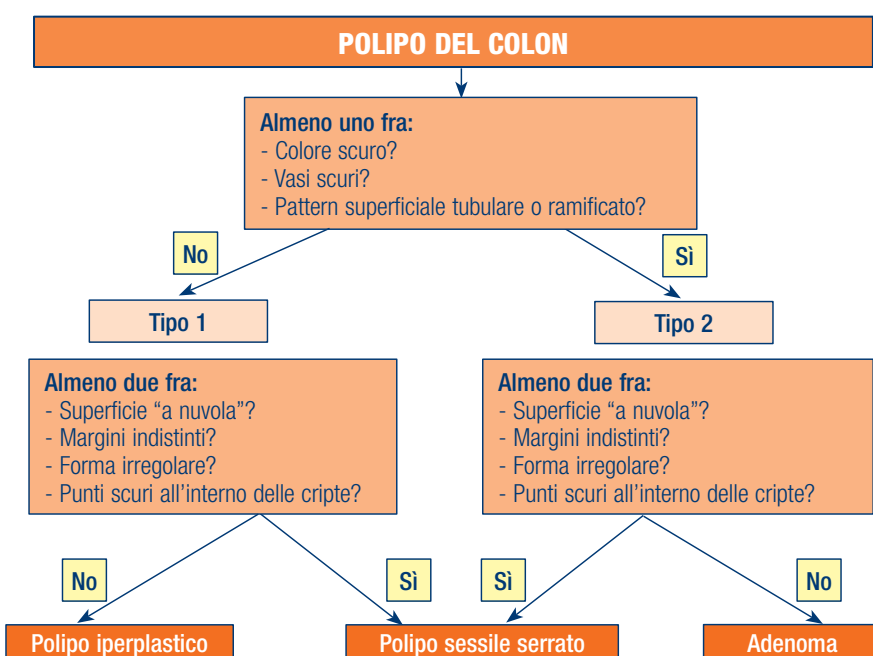 POLIPO DEL COLON
Almeno uno fra:
- Colore scuro?
- Vasi scuri?
- Pattern superficiale tubulare o ramificato?
No
Sì
Tipo 1
Tipo 2
Almeno due fra:
- Superficie “a nuvola”?
- Margini indistinti?
- Forma irregolare?
- Punti scuri all’interno delle cripte?
Almeno due fra:
- Superficie “a nuvola”?
- Margini indistinti?
- Forma irregolare?
- Punti scuri all’interno delle cripte?
No
Sì
Sì
No
Polipo iperplastico
Polipo sessile serrato
Adenoma